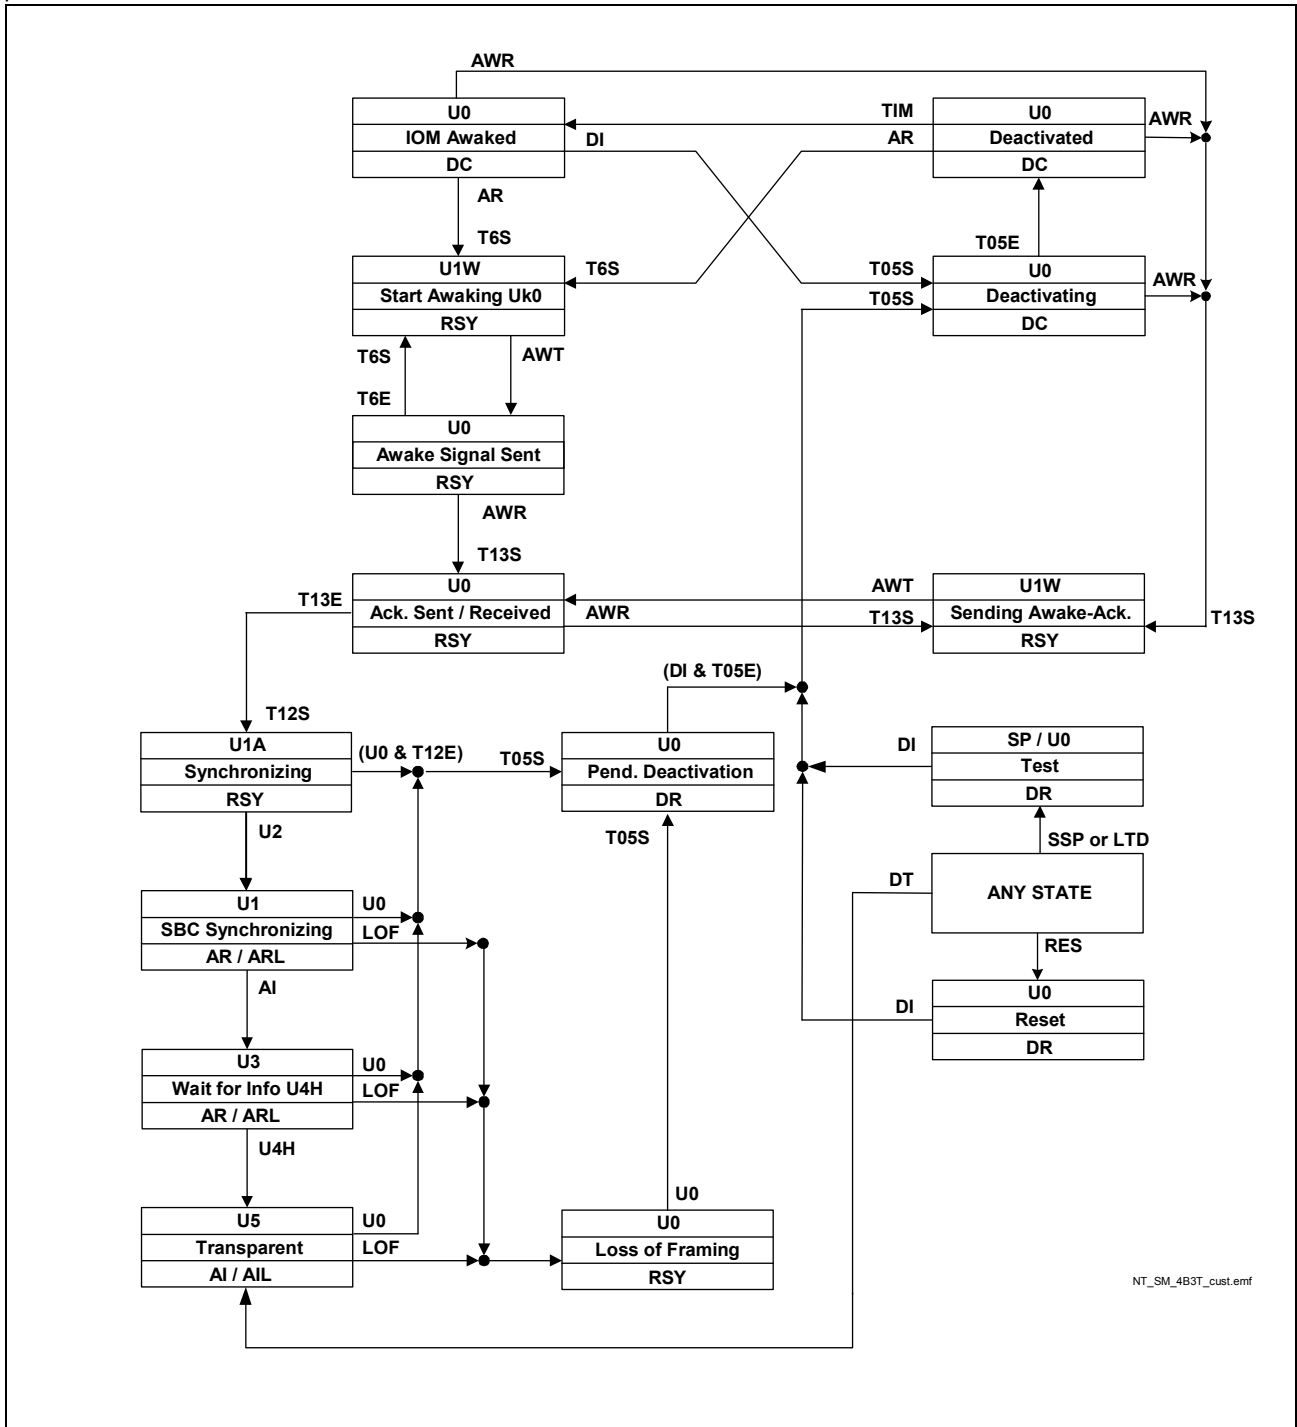 AWR
U0
IOM Awaked
DC
TIM
AR
DI
U0
Deactivated
DC
AWR
AR
T6S
U1W
Start Awaking Uk0
RSY
T6S
T05E
T05S
T05S
U0
Deactivating
DC
AWR
T6S
T6E
AWT
U0
Awake Signal Sent
RSY
AWR
T13S
T13E
U0
Ack. Sent / Received
RSY
AWT
AWR
T13S
U1W
Sending Awake-Ack.
RSY
T13S
T12S
U1A
Synchronizing
RSY
(U0 & T12E)
T05S
(DI & T05E)
U0
Pend. Deactivation
DR
T05S
DI
SP / U0
Test
DR
SSP or LTD
DT
ANY STATE
RES
DI
U0
Reset
DR
U2
U1
SBC Synchronizing
AR / ARL
U0
LOF
AI
U3
Wait for Info U4H
AR / ARL
U0
LOF
U4H
U5
Transparent
AI / AIL
U0
LOF
U0
U0
Loss of Framing
RSY
NT_SM_4B3T_cust.emf